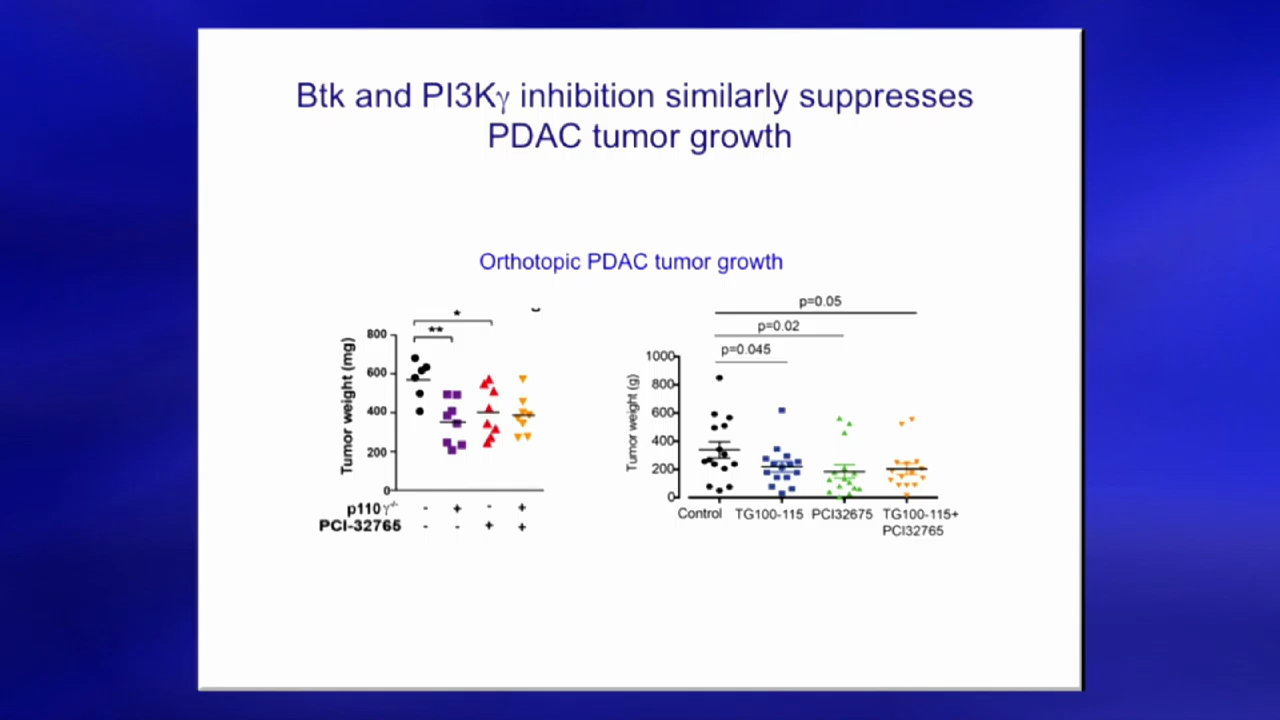 Btk and PI3Kγ inhibition similarly suppresses
PDAC tumor growth
Orthotopic PDAC tumor growth
*
**
Tumor weight (mg)
800
600
400
200
0
p110γ-/- - + - +
PCI-32765 - - + +
p=0.05
p=0.02
p=0.045
Tumor weight (g)
1000
800
600
400
200
0
Control TG100-115 PCI32675 TG100-115+
PCI32765